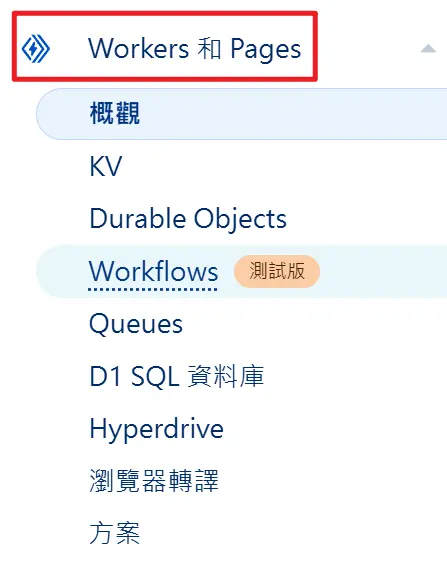 Workers 和 Pages
概觀
KV
Durable Objects
Workflows 測試版
Queues
D1 SQL 資料庫
Hyperdrive
瀏覽器轉譯
方案